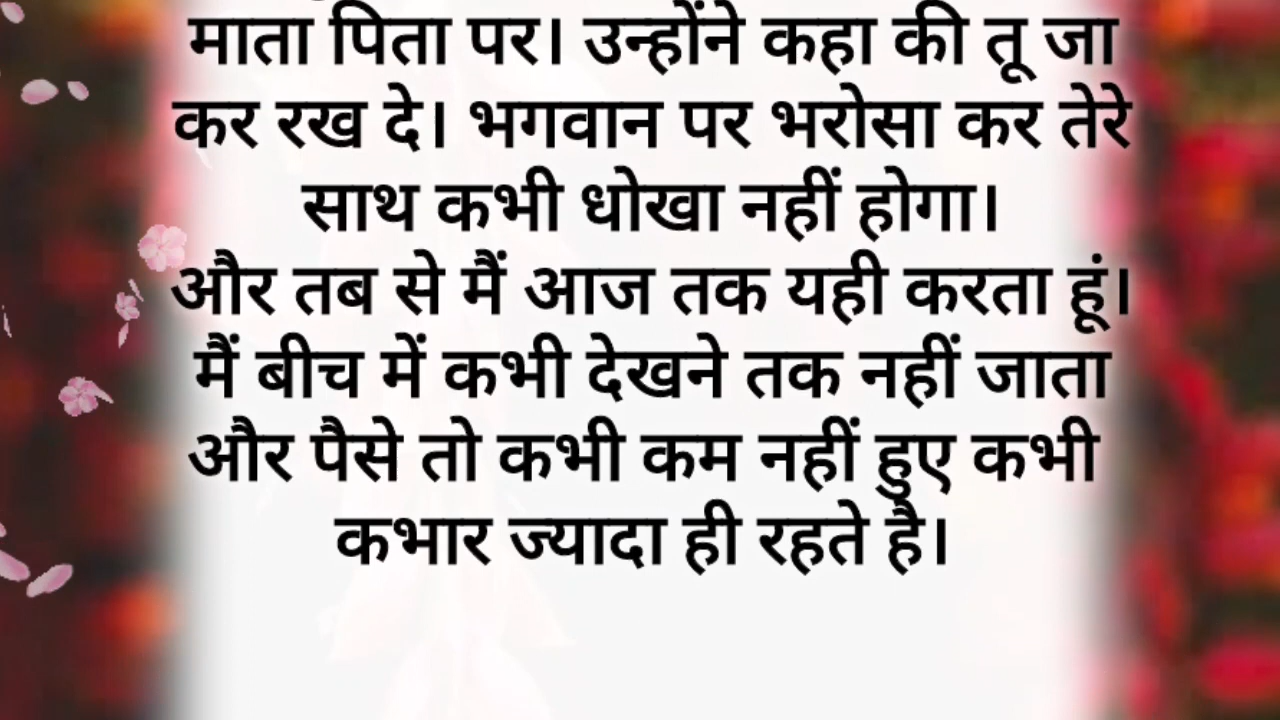 माता पिता पर। उन्होंने कहा की तू जा
कर रख दे। भगवान पर भरोसा कर तेरे
साथ कभी धोखा नहीं होगा।
और तब से मैं आज तक यही करता हूं।
मैं बीच में कभी देखने तक नहीं जाता
और पैसे तो कभी कम नहीं हुए कभी
कभार ज्यादा ही रहते है।